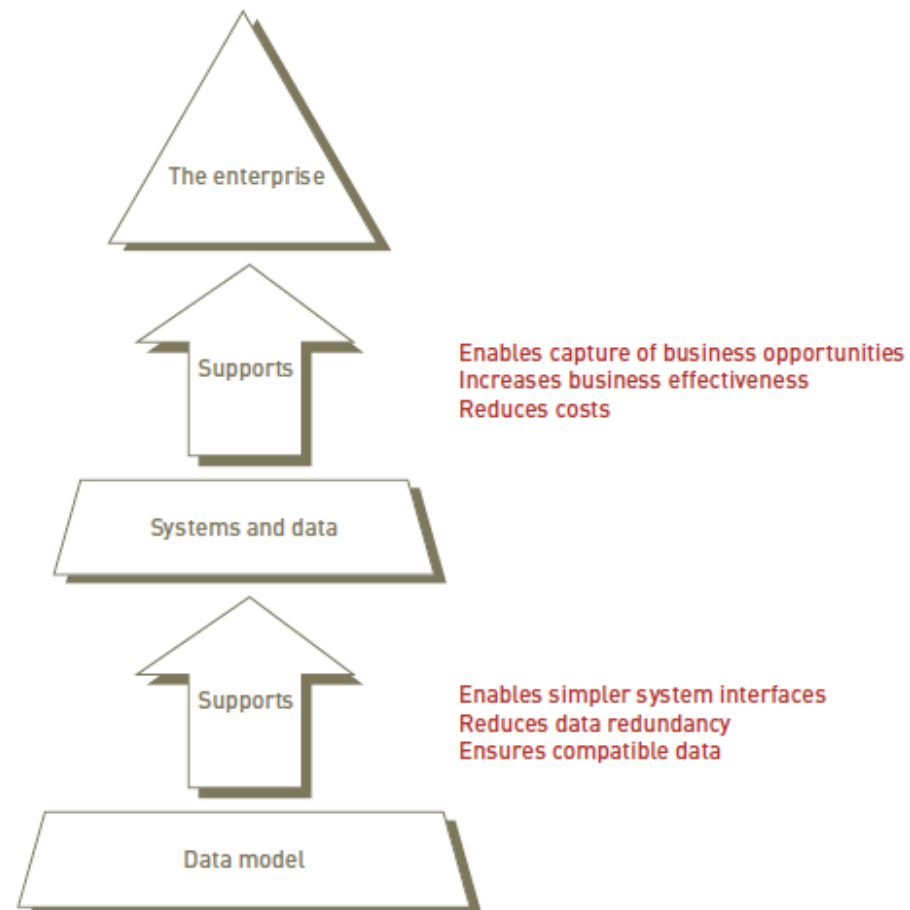 The enterprise
Supports
Enables capture of business opportunities
Increases business effectiveness
Reduces costs
Systems and data
Supports
Enables simpler system interfaces
Reduces data redundancy
Ensures compatible data
Data model